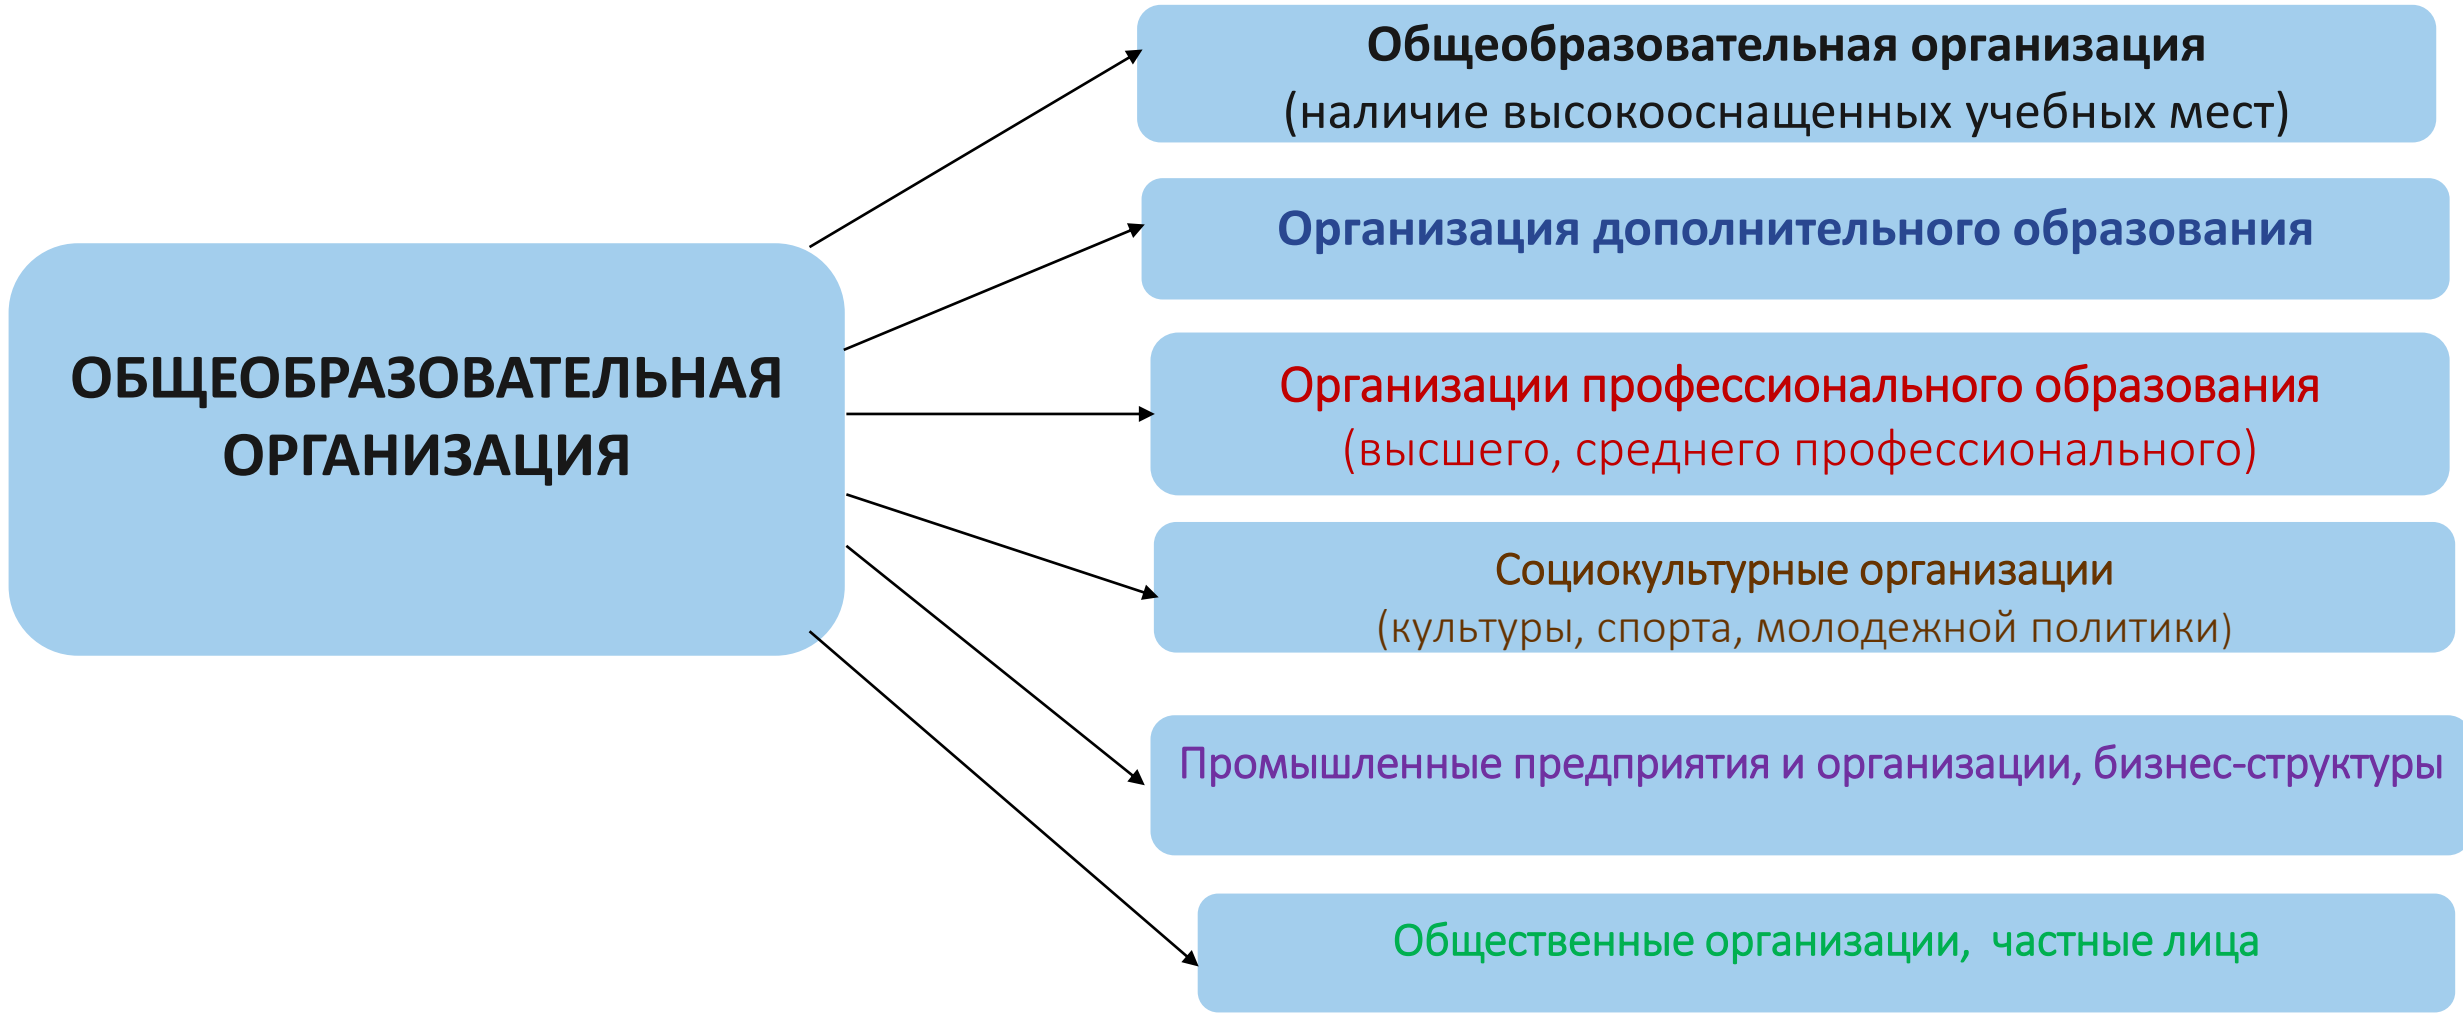 ОБЩЕОБРАЗОВАТЕЛЬНАЯ
ОРГАНИЗАЦИЯ
Общеобразовательная организация
(наличие высокооснащенных учебных мест)
Организация дополнительного образования
Организации профессионального образования
(высшего, среднего профессионального)
Социокультурные организации
(культуры, спорта, молодежной политики)
Промышленные предприятия и организации, бизнес-структуры
Общественные организации, частные лица